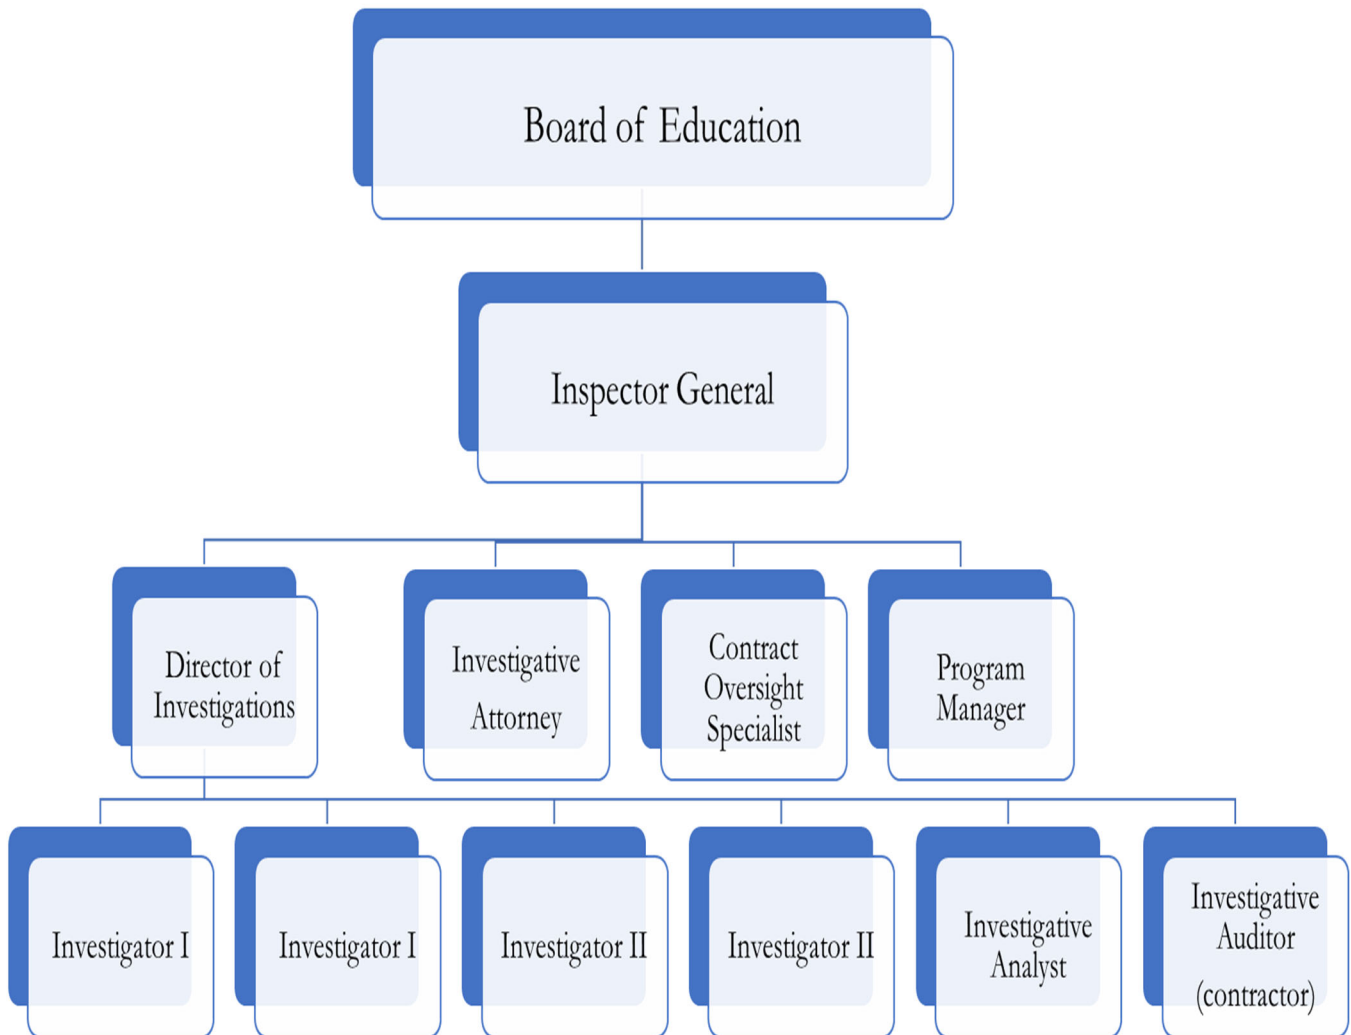 Board of Education
Inspector General
Director of
Investigations
Investigative
Attorney
Contract
Oversight
Specialist
Program
Manager
Investigator I
Investigator I
Investigator II
Investigator II
Investigative
Analyst
Investigative
Auditor
(contractor)